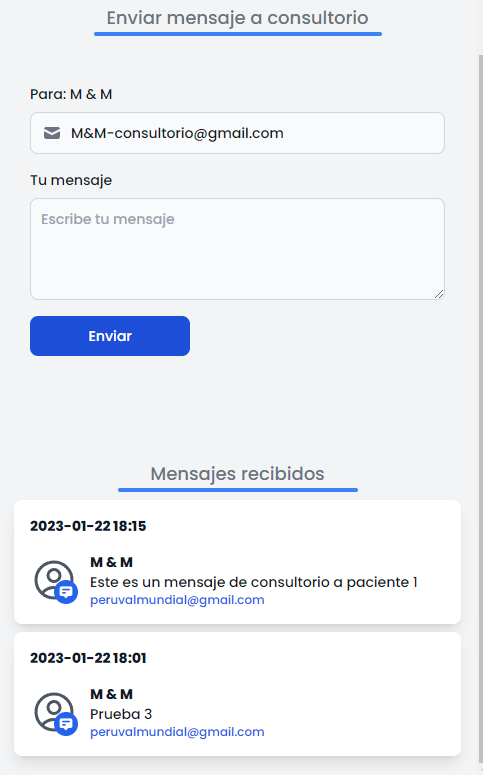 Enviar mensaje a consultorio
Para: M & M
M&M-consultorio@gmail.com
Tu mensaje
Escribe tu mensaje
Enviar
Mensajes recibidos
2023-01-22 18:15
M & M
Este es un mensaje de consultorio a paciente 1
peruvalmundial@gmail.com
2023-01-22 18:01
M & M
Prueba 3
peruvalmundial@gmail.com